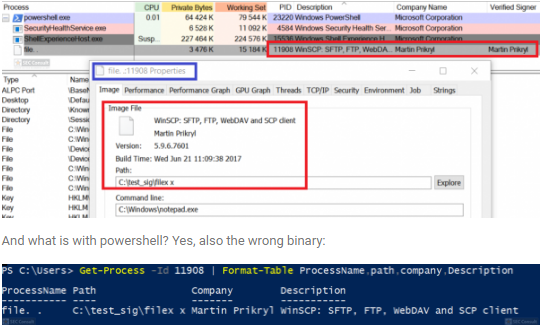 CPU Private Bytes Working Set PID Description Company Name Verified Signer
powershell.exe 0.01 64 424 K 79 544 K 23220 Windows PowerShell Microsoft Corporation
SecurityHealthService.exe 6 528 K 11 092 K 4584 Windows Security Health Ser... Microsoft Corporation
ShellExperienceHost.exe Susp... 227 464 K 224 576 K 15536 Windows Shell Experience H... Microsoft Corporation
file. . 3 476 K 15 184 K 11908 WinSCP: SFTP, FTP, WebDA... Martin Prikryl Martin Prikryl
Type Name
ALPC Port \Base
Desktop \Defa
Directory \Know
Directory \Sessi
File C:\Win
File C:\Win
File \Devic
File \Devic
File C:\Win
File C:\Win
File C:\Win
Key HKLM
Key HKLM
file. .:11908 Properties
Image Performance Performance Graph GPU Graph Threads TCP/IP Security Environment Job Strings
Image File
WinSCP: SFTP, FTP, WebDAV and SCP client
Martin Prikryl
Version: 5.9.6.7601
Build Time: Wed Jun 21 11:09:38 2017
Path:
C:\test_sig\filex x
Explore
Command line:
C:\Windows\notepad.exe
And what is with powershell? Yes, also the wrong binary:
PS C:\Users> Get-Process -Id 11908 | Format-Table ProcessName,path,company,Description
ProcessName Path Company Description
----------- ---- ------- -----------
file. . C:\test_sig\filex x Martin Prikryl WinSCP: SFTP, FTP, WebDAV and SCP client